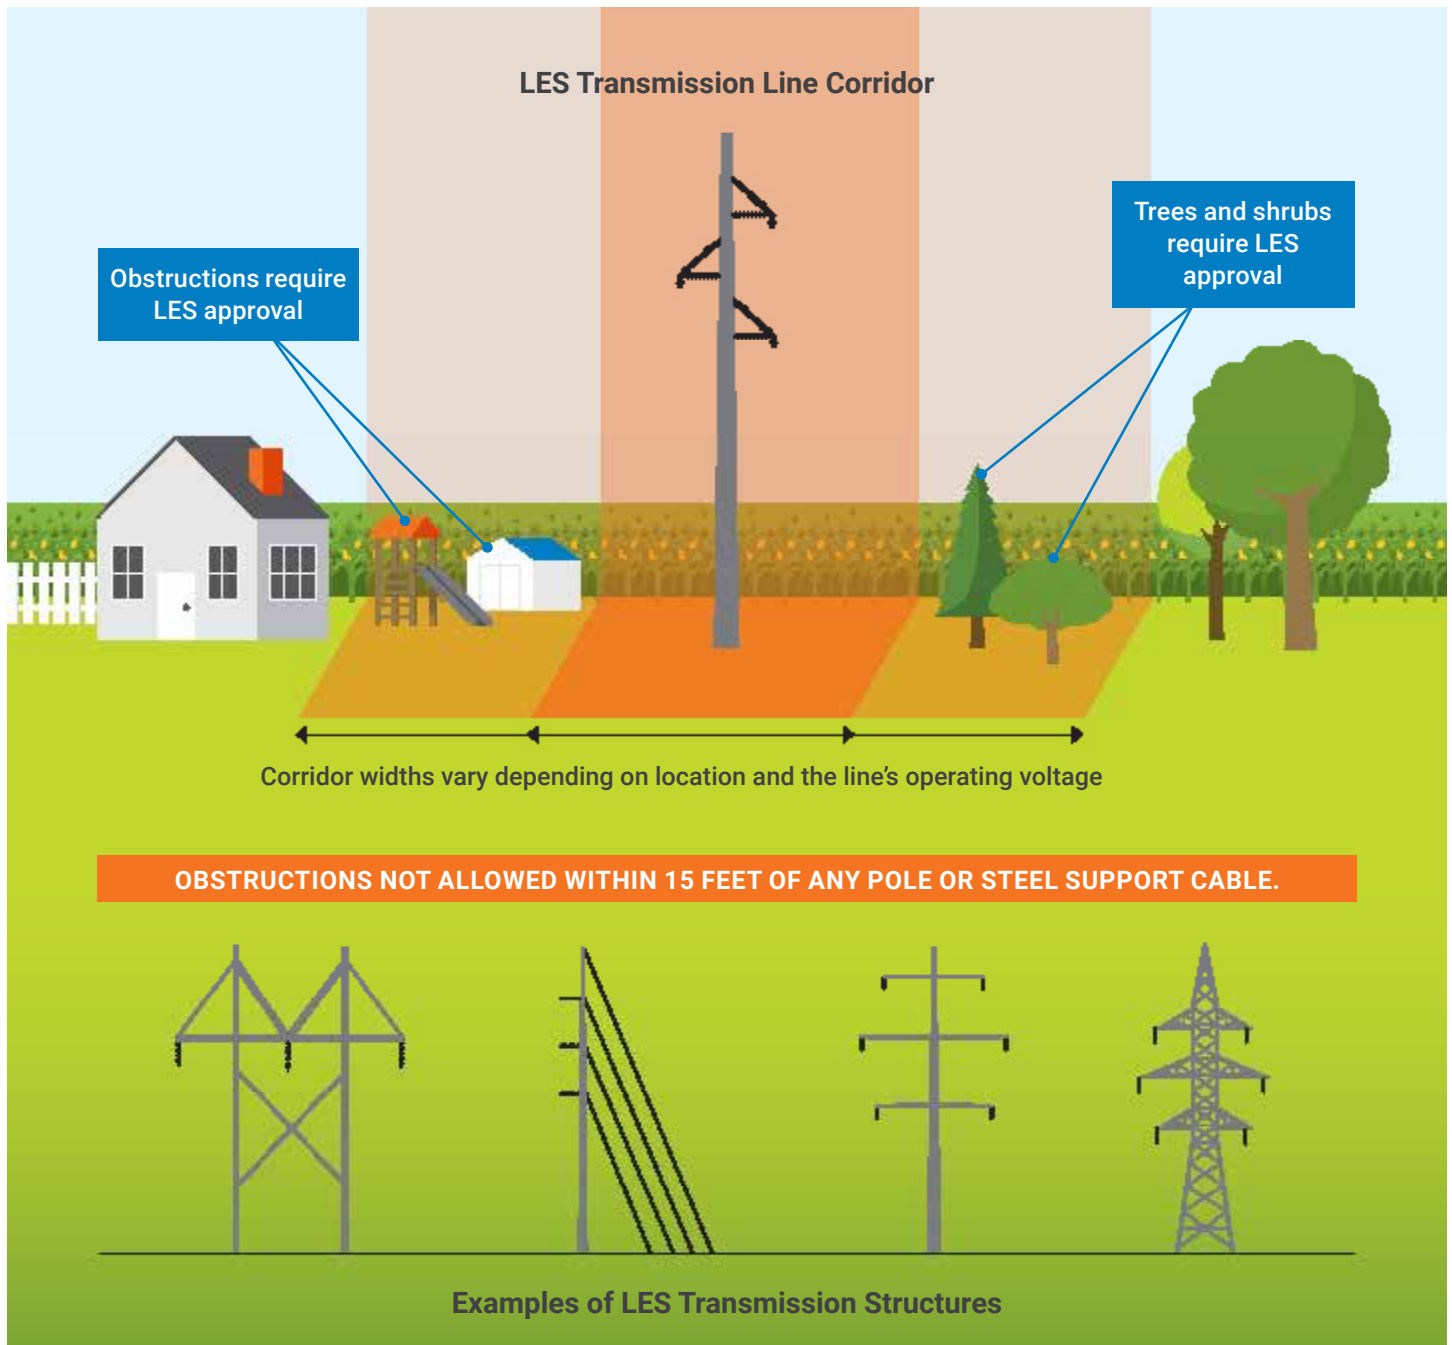 LES Transmission Line Corridor
Obstructions require
LES approval
Trees and shrubs
require LES
approval
Corridor widths vary depending on location and the line’s operating voltage
OBSTRUCTIONS NOT ALLOWED WITHIN 15 FEET OF ANY POLE OR STEEL SUPPORT CABLE.
Examples of LES Transmission Structures